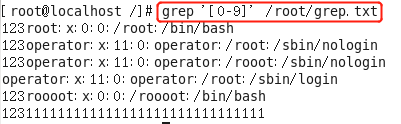 [root@localhost /]# grep '[0-9]' /root/grep.txt
123root:x:0:0:/root:/bin/bash
123operator:x:11:0:operator:/root:/sbin/nologin
123operator:x:11:0:operator:/rooot:/sbin/nologin
operator:x:11:0:operator:/root:/sbin/login
123roooot:x:0:0:/roooot:/bin/bash